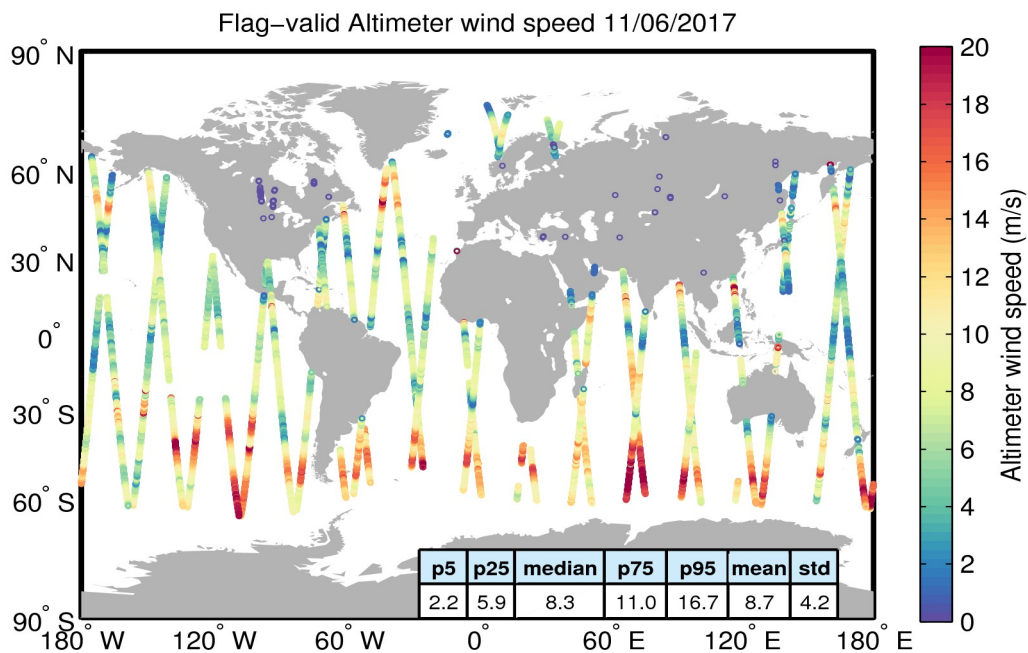 Flag−valid Altimeter wind speed 11/06/2017
90° N
60° N
30° N
0°
30° S
60° S
90° S
180° W
120° W
60° W
0°
60° E
120° E
180° E
p5 p25 median p75 p95 mean std
2.2 5.9 8.3 11.0 16.7 8.7 4.2
20
18
16
14
12
10
8
6
4
2
0
Altimeter wind speed (m/s)